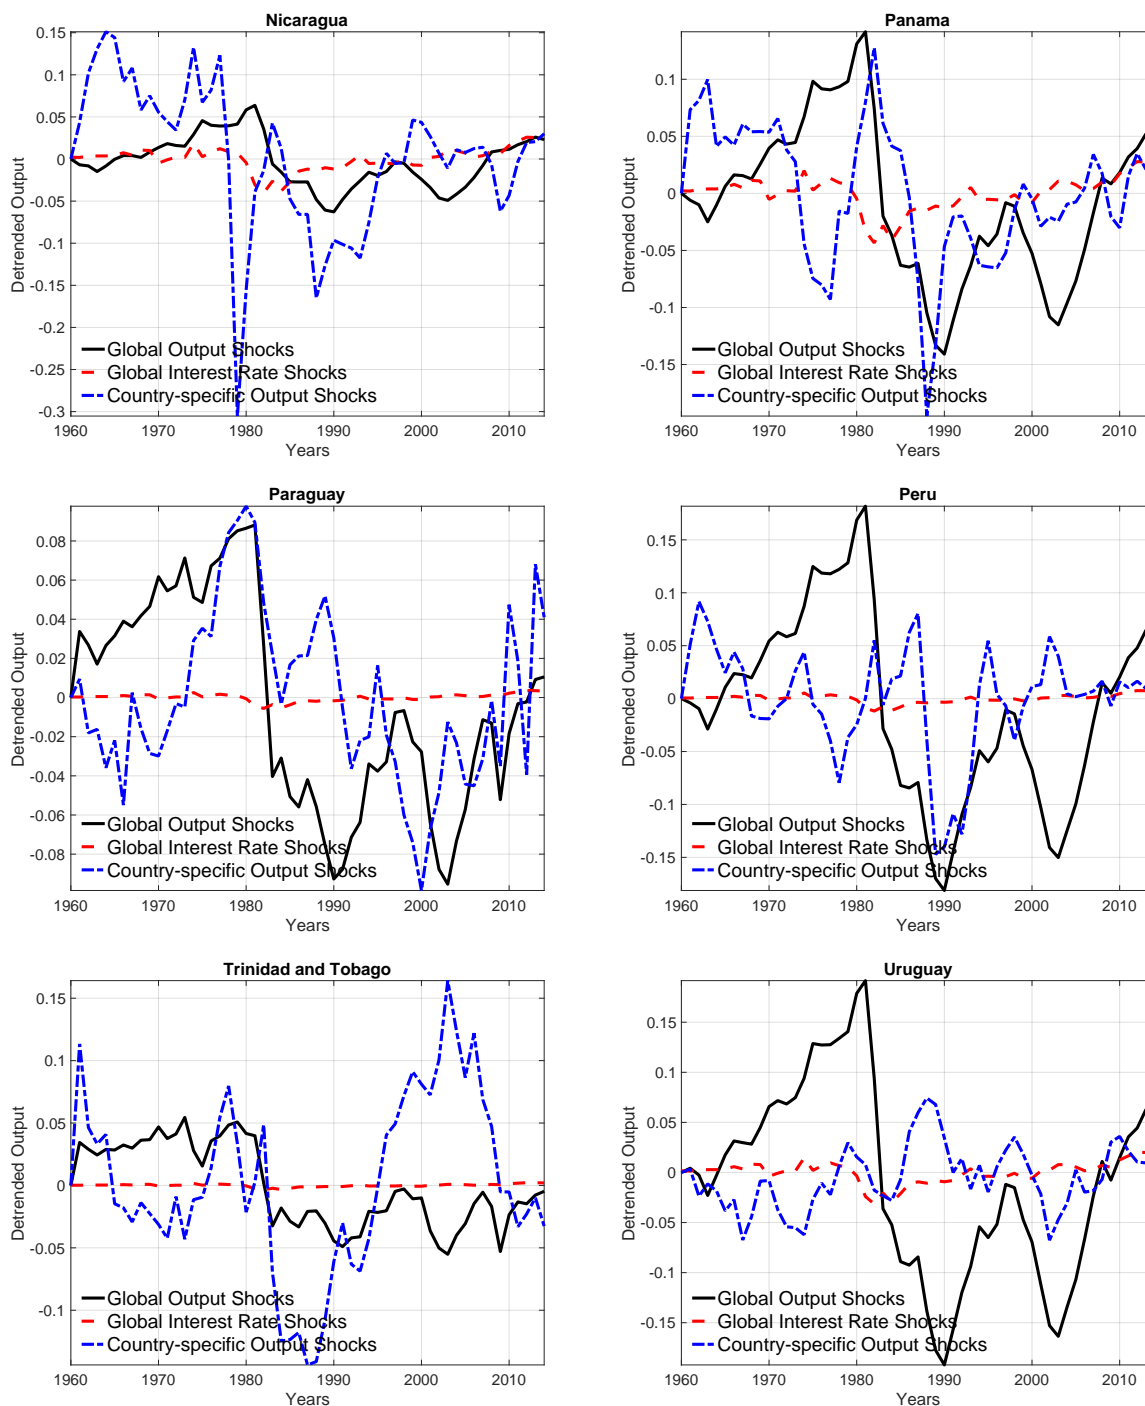 Nicaragua
0.15
0.1
0.05
0
-0.05
-0.1
-0.2
-0.25
-0.3
Detrended Output
Global Output Shocks
Global Interest Rate Shocks
Country-specific Output Shocks
1960 1970 1980 1990 2000 2010
Years
Panama
0.1
0.05
0
-0.05
-0.1
-0.15
Detrended Output
Global Output Shocks
Global Interest Rate Shocks
Country-specific Output Shocks
1960 1970 1980 1990 2000 2010
Years
Paraguay
0.08
0.06
0.04
0.02
0
-0.02
-0.04
-0.06
-0.08
Detrended Output
Global Output Shocks
Global Interest Rate Shocks
Country-specific Output Shocks
1960 1970 1980 1990 2000 2010
Years
Peru
0.15
0.1
0.05
0
-0.05
-0.1
-0.15
Detrended Output
Global Output Shocks
Global Interest Rate Shocks
Country-specific Output Shocks
1960 1970 1980 1990 2000 2010
Years
Trinidad and Tobago
0.15
0.1
0.05
0
-0.05
-0.1
Detrended Output
Global Output Shocks
Global Interest Rate Shocks
Country-specific Output Shocks
1960 1970 1980 1990 2000 2010
Years
Uruguay
0.15
0.1
0.05
0
-0.05
-0.1
-0.15
Detrended Output
Global Output Shocks
Global Interest Rate Shocks
Country-specific Output Shocks
1960 1970 1980 1990 2000 2010
Years